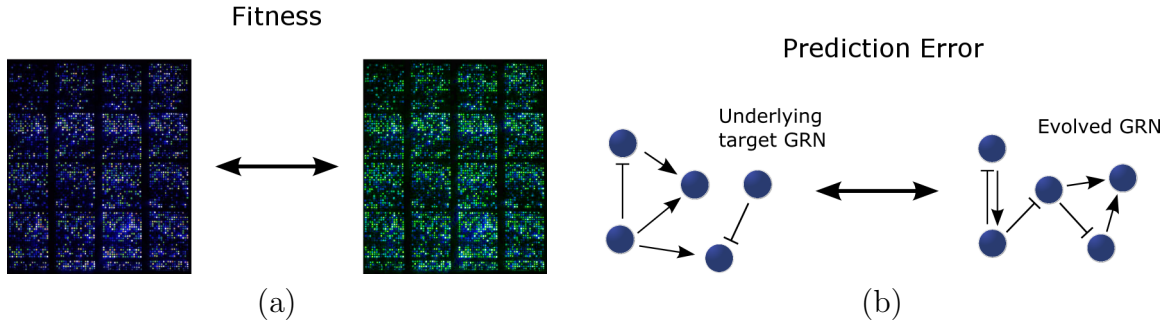 Fitness
(a)
Prediction Error
Underlying
target GRN
Evolved GRN
(b)